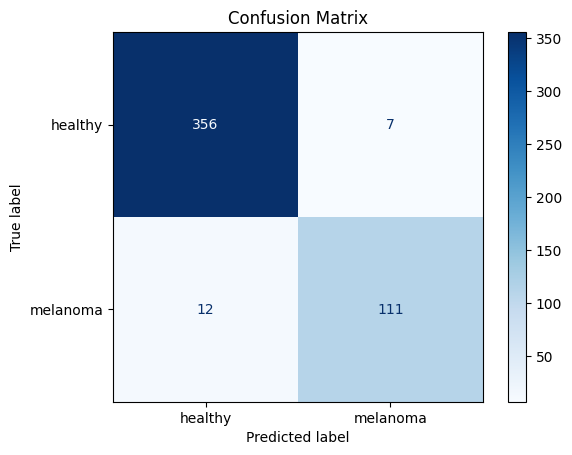 Confusion Matrix
True label
healthy
356
7
melanoma
12
111
healthy
melanoma
Predicted label
350
300
250
200
150
100
50